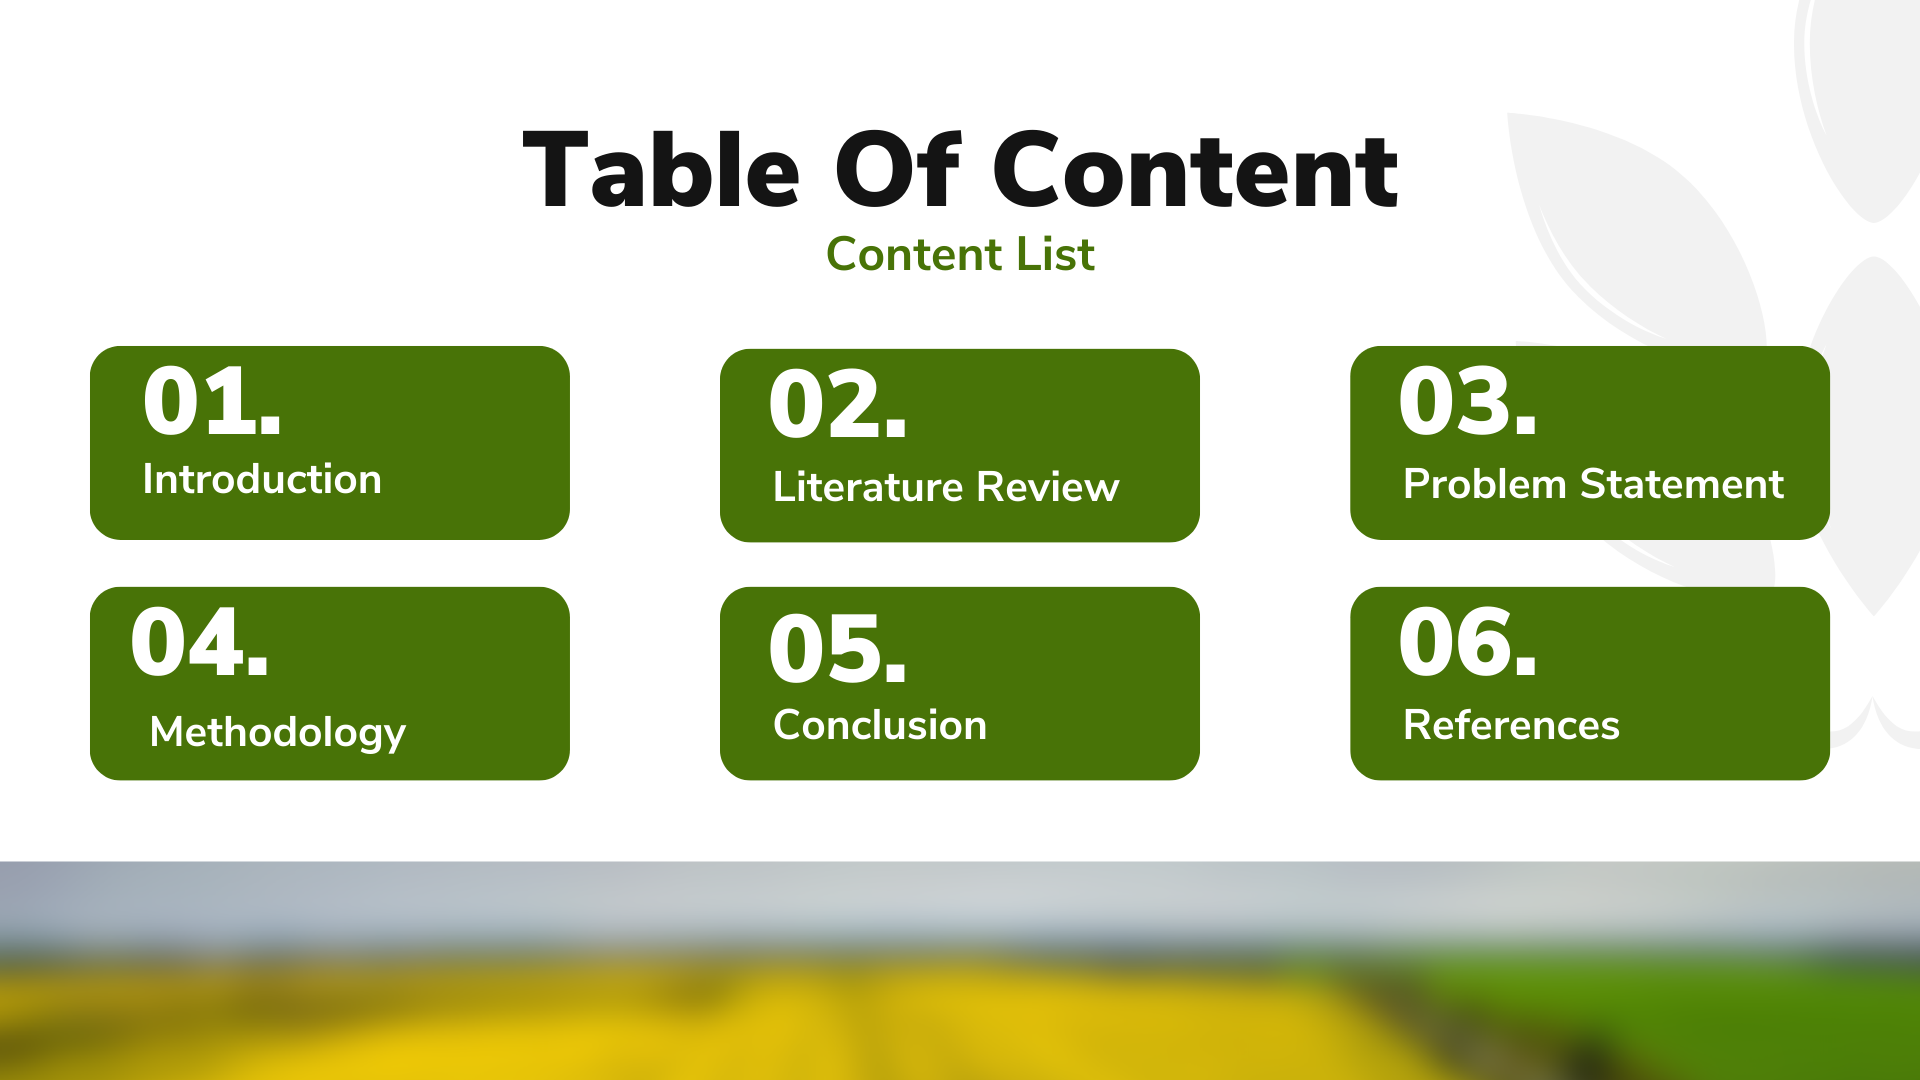 Table Of Content
Content List
01.
Introduction
02.
Literature Review
03.
Problem Statement
04.
Methodology
05.
Conclusion
06.
References